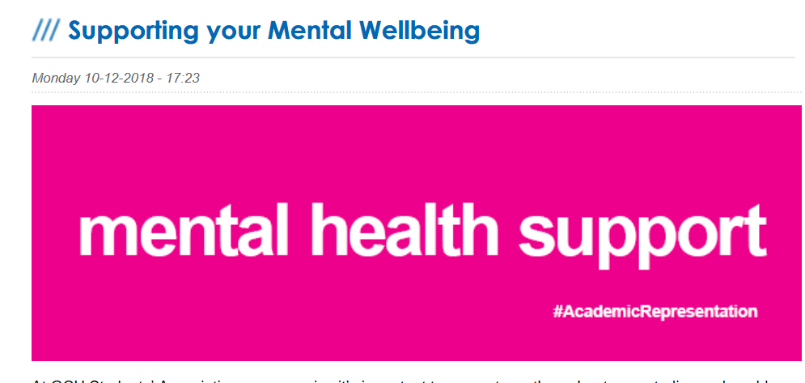 /// Supporting your Mental Wellbeing
Monday 10-12-2018 - 17:23
mental health support
#AcademicRepresentation